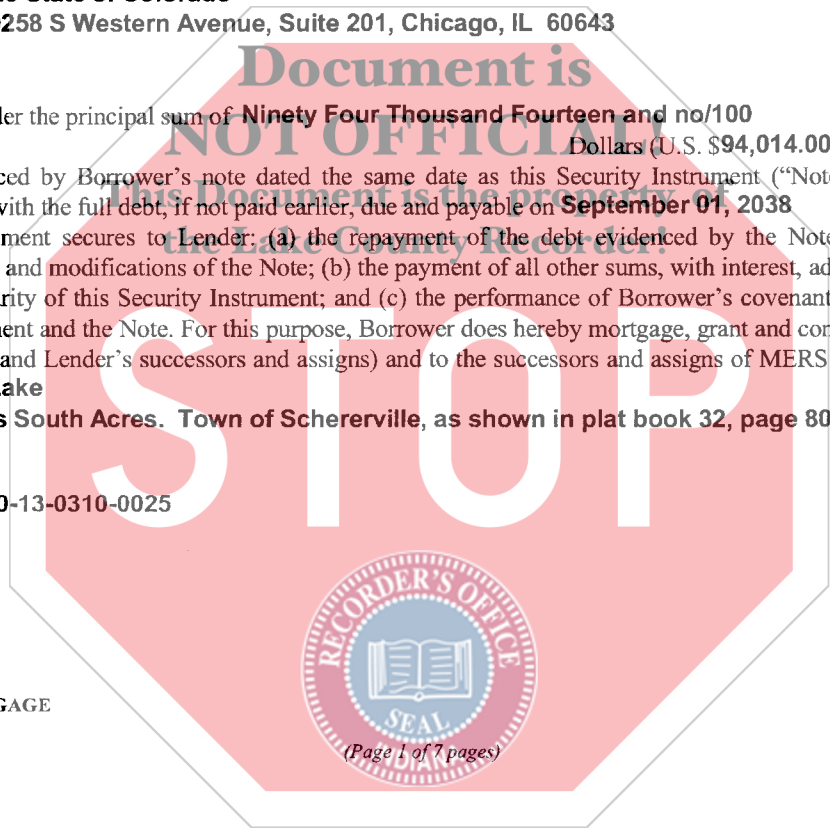 258 S Western Avenue, Suite 201, Chicago, IL 60643
Document is
ler the principal sum of Ninety Four Thousand Fourteen and no/100
NOT OFFICIAL!
Dollars (U.S. $94,014.00
ced by Borrower's note dated the same date as this Security Instrument ("Note
This Document is the property of
with the full debt, if not paid earlier, due and payable on September 01, 2038
the Lake County Recorder!
ment secures to Lender: (a) the repayment of the debt evidenced by the Note
and modifications of the Note; (b) the payment of all other sums, with interest, ad
rity of this Security Instrument; and (c) the performance of Borrower's covenant
ent and the Note. For this purpose, Borrower does hereby mortgage, grant and con
and Lender's successors and assigns) and to the successors and assigns of MERS
ake
s South Acres. Town of Schererville, as shown in plat book 32, page 80
STOP
0-13-0310-0025
RECORDER'S OFFICE
SEAL
INDIANA
GAGE
(Page 1 of 7 pages)